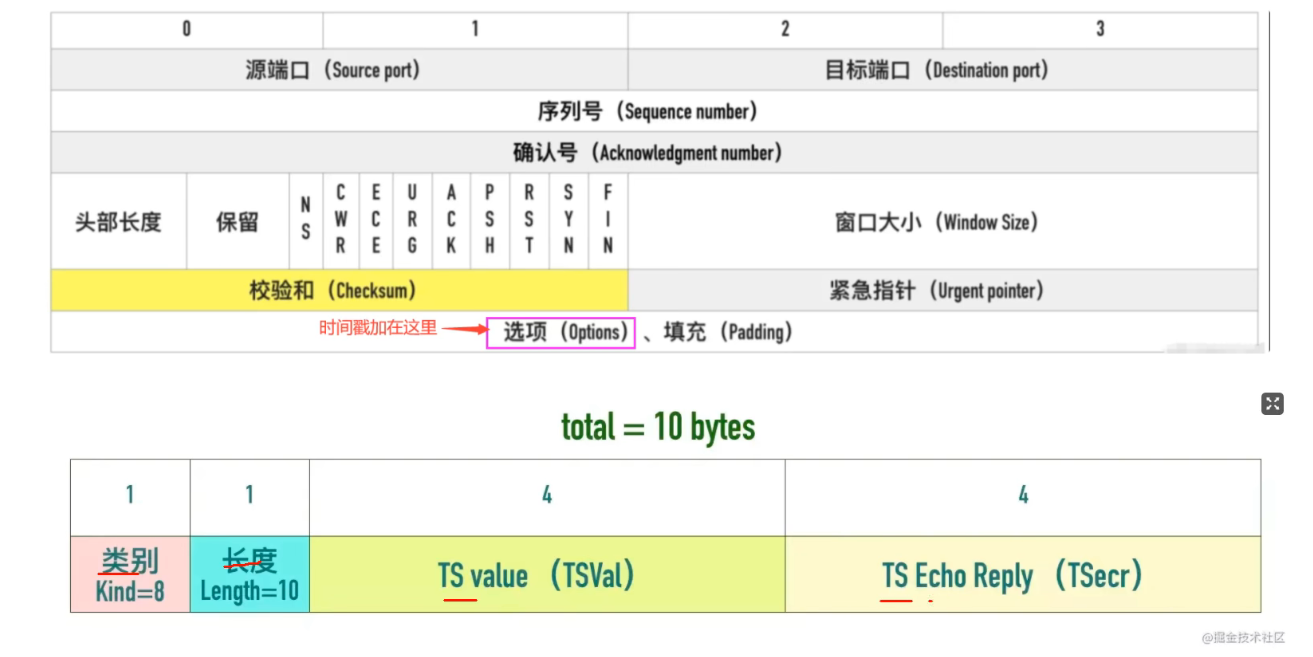 0 1 2 3
源端口（Source port） 目标端口（Destination port）
序列号（Sequence number）
确认号（Acknowledgment number）
头部长度 保留 NS CWR ECE URG ACK PSH RST SYN FIN 窗口大小（Window Size）
校验和（Checksum） 紧急指针（Urgent pointer）
时间戳加在这里 选项（Options）、填充（Padding）
total = 10 bytes
1 1 4 4
类别 长度 TS value （TSVal） TS Echo Reply （TSecr）
Kind=8 Length=10
@掘金技术社区